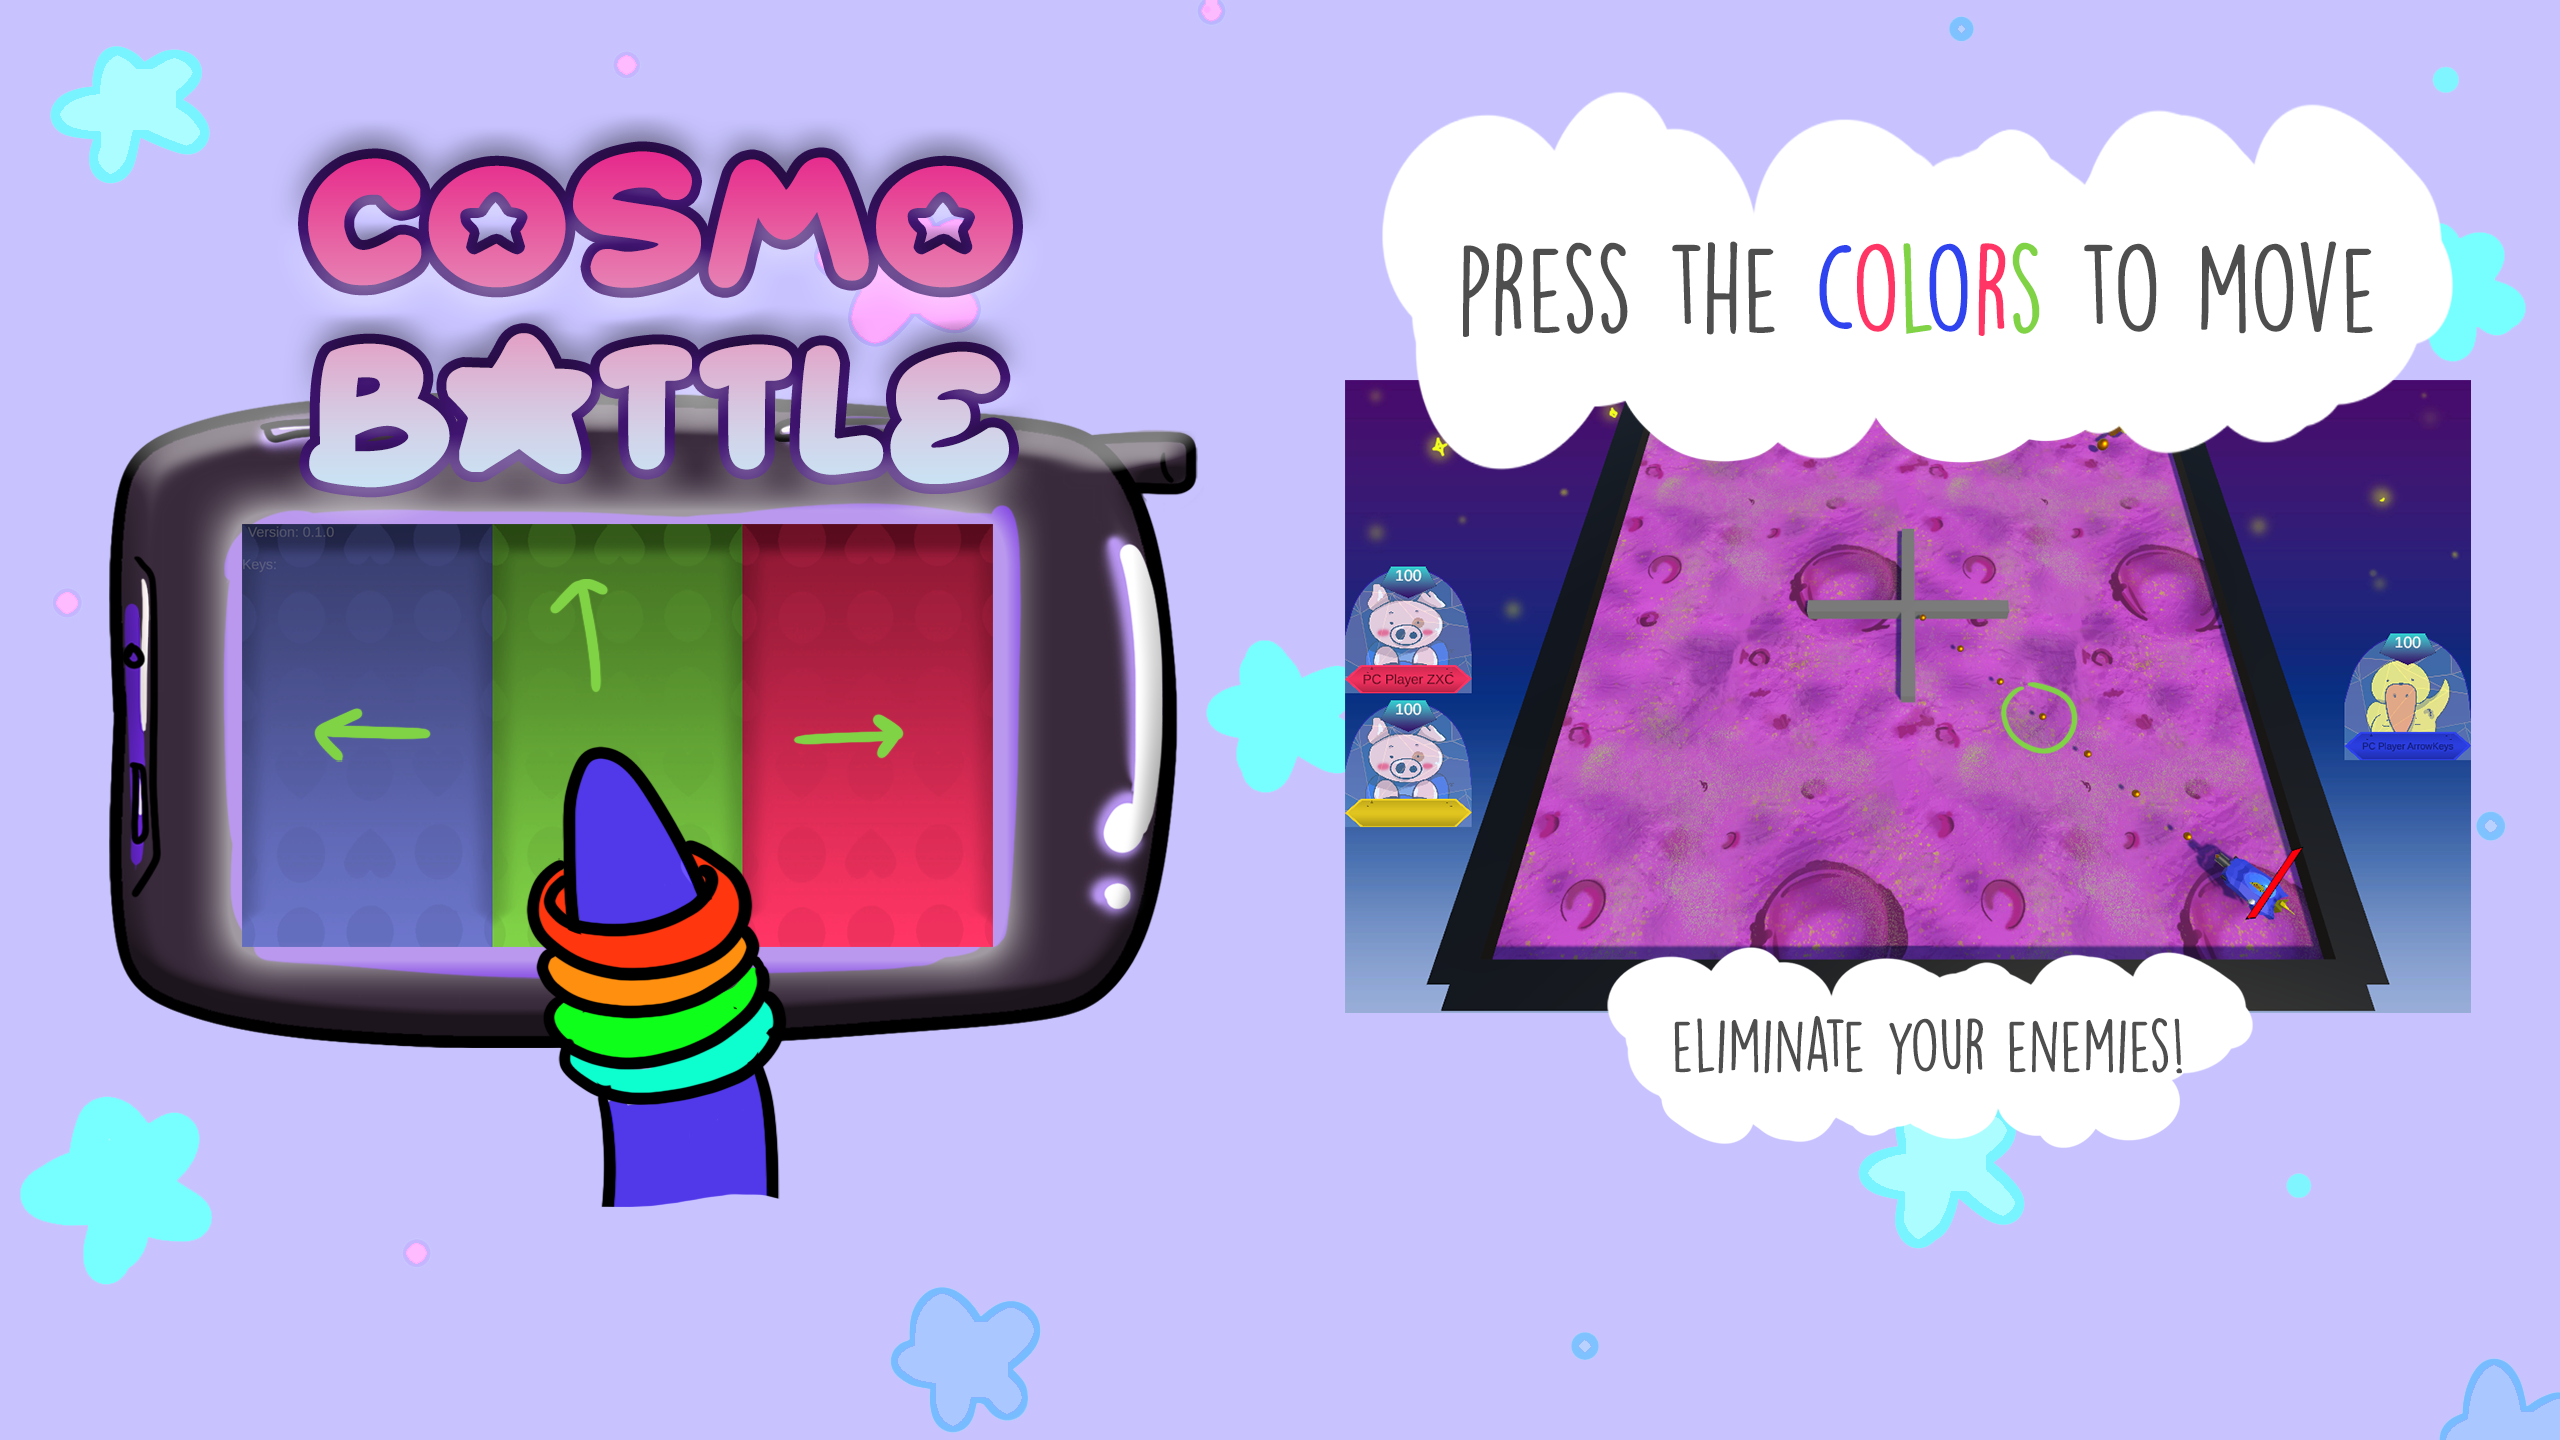 COSMO
BATTLE
Version: 0.1.0
Keys:
PRESS THE COLORS TO MOVE
100
PC Player ZXC
100
100
PC Player ArrowKeys
ELIMINATE YOUR ENEMIES!